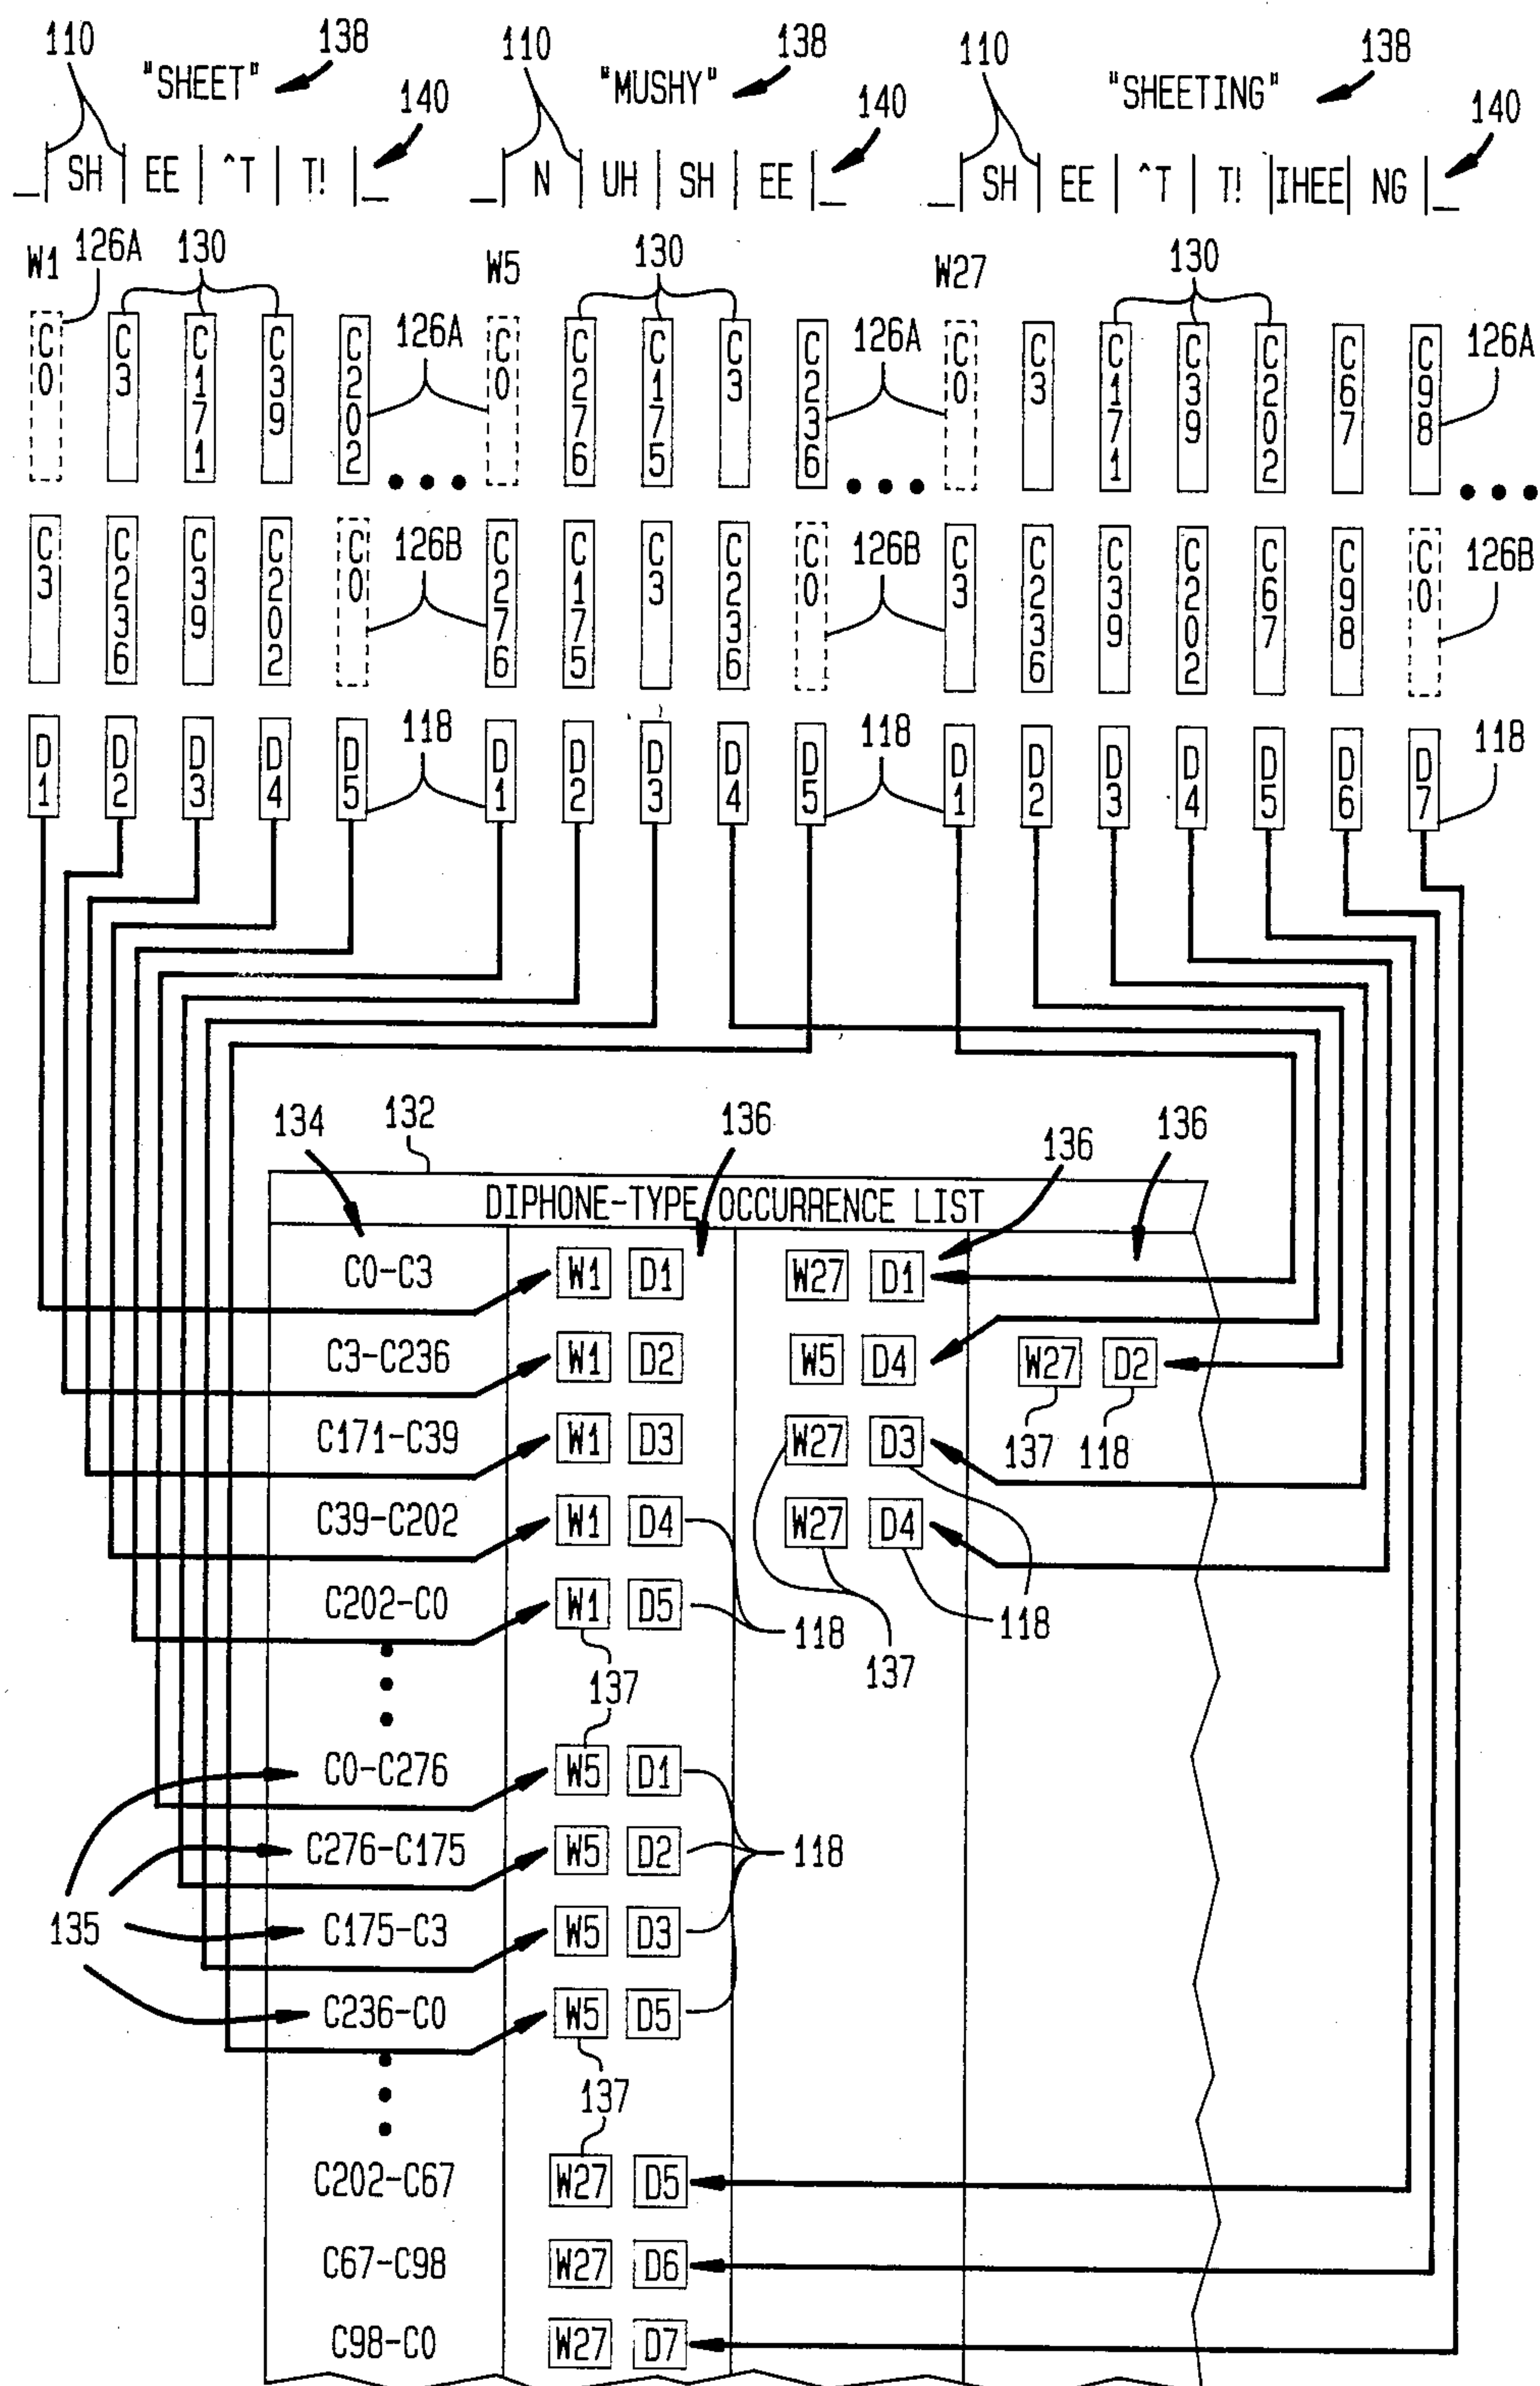 110 138 110 138 110 138
"SHEET" "MUSHY" "SHEETING"
140 140 140
_ SH EE ^T T! _ _ N UH SH EE _ _ SH EE ^T T! IHEE NG _
W1 126A 130 W5 130 W27 130
C0 C3 C171 C39 C202 126A C0 C276 C175 C3 C236 126A C0 C3 C171 C39 C202 C67 C98 126A
C3 C236 C39 C202 C0 126B C276 C175 C3 C236 C0 126B C3 C236 C39 C202 C67 C98 C0 126B
D1 D2 D3 D4 D5 118 D1 D2 D3 D4 D5 118 D1 D2 D3 D4 D5 D6 D7 118
134 132 136 136 136
DIPHONE-TYPE OCCURRENCE LIST
C0-C3 W1 D1 W27 D1
C3-C236 W1 D2 W5 D4 W27 D2
C171-C39 W1 D3 W27 D3 137 118
C39-C202 W1 D4 W27 D4
C202-C0 W1 D5 118 118
137 137
C0-C276 W5 D1
C276-C175 W5 D2 118
135 C175-C3 W5 D3
C236-C0 W5 D5
137
C202-C67 W27 D5
C67-C98 W27 D6
C98-C0 W27 D7